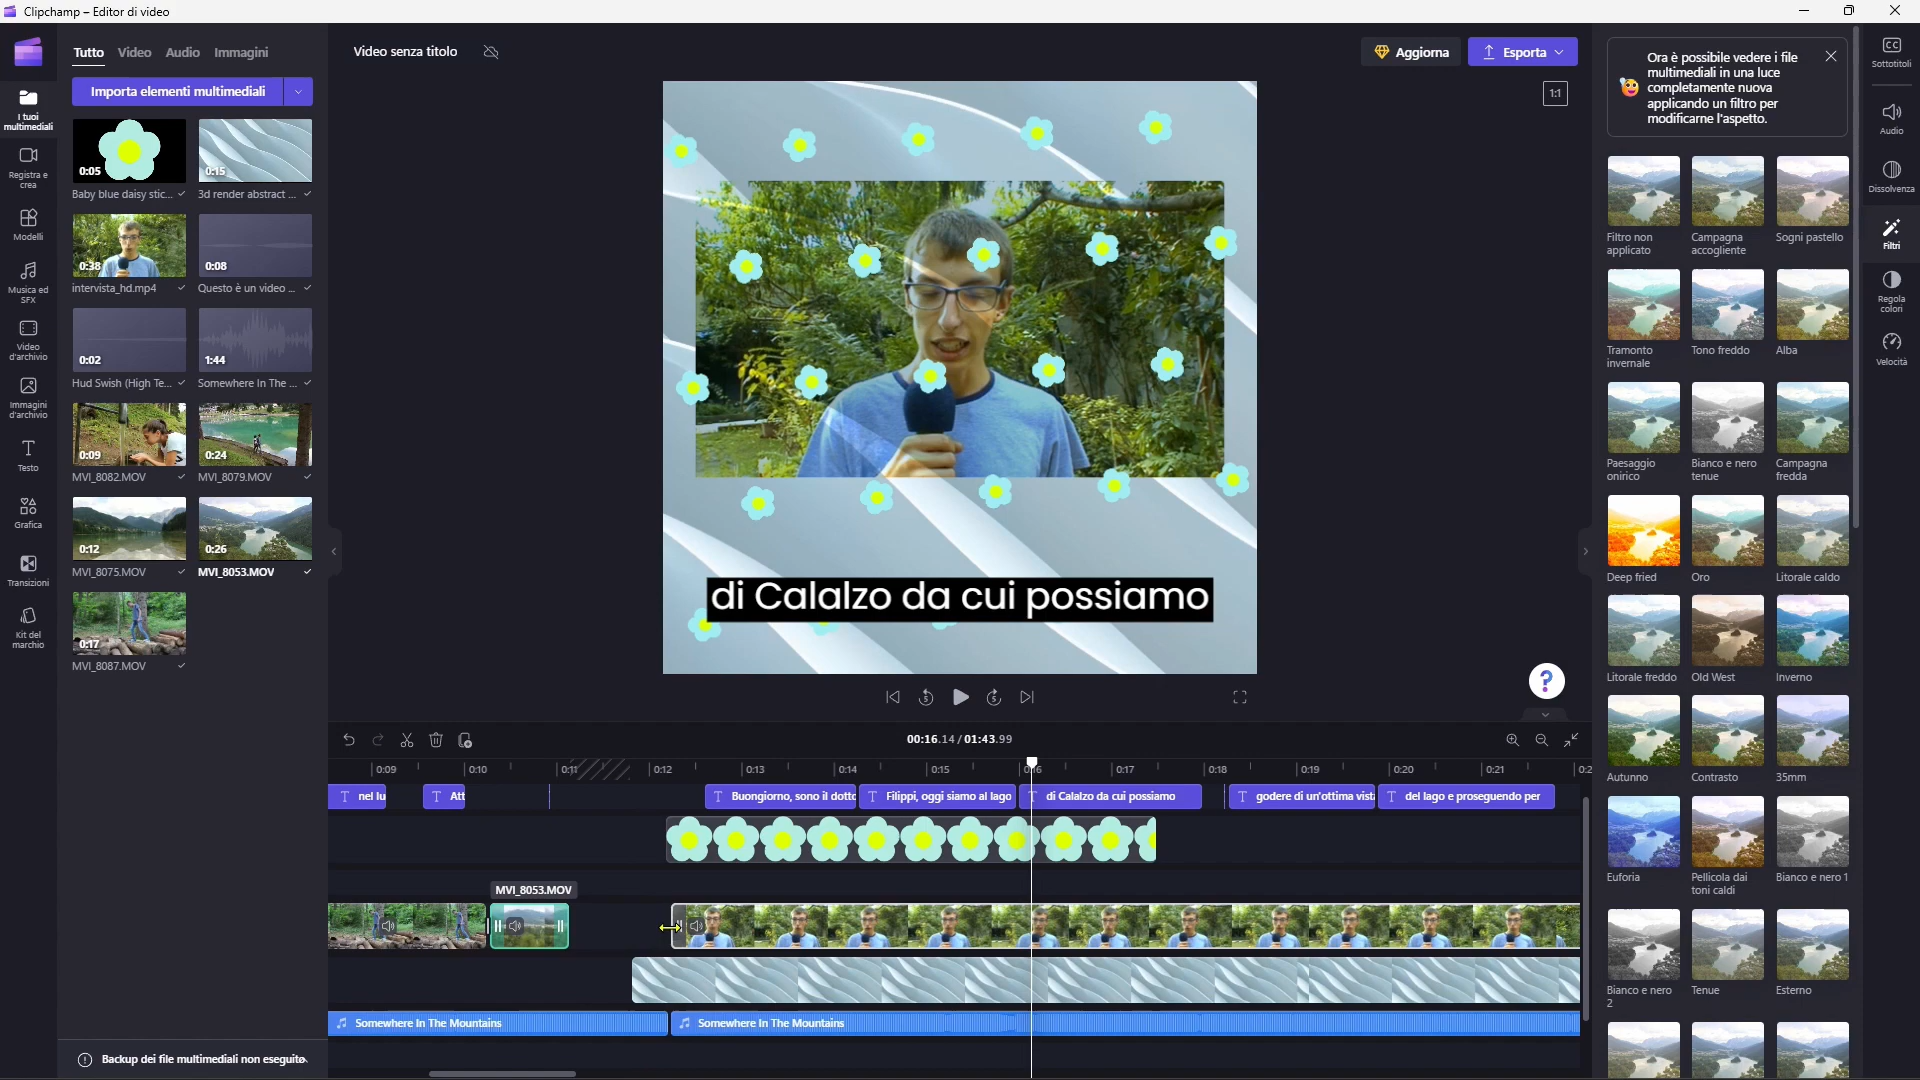 Clipchamp – Editor di video
Tutto Video Audio Immagini
Importa elementi multimediali
I tuoi
multimediali
Registra e
crea
Modelli
Musica ed
SFX
Video
d'archivio
Immagini
d'archivio
Testo
Grafica
Transizioni
Kit del
marchio
0:05
Baby blue daisy stic...
0:15
3d render abstract ...
0:38
intervista_hd.mp4
0:08
Questo è un video ...
0:02
Hud Swish (High Te...
1:44
Somewhere In The ...
0:09
MVI_8082.MOV
0:24
MVI_8079.MOV
0:12
MVI_8075.MOV
0:26
MVI_8053.MOV
0:17
MVI_8087.MOV
Backup dei file multimediali non eseguito
Video senza titolo
Aggiorna
Esporta
1:1
di Calalzo da cui possiamo
?
00:16.14 / 01:43.99
0:09 0:10 0:11 0:12 0:13 0:14 0:15 0:16 0:17 0:18 0:19 0:20 0:21 0:2
T nel lu
T Att
T Buongiorno, sono il dotto
T Filippi, oggi siamo al lago
T di Calalzo da cui possiamo
T godere di un'ottima vista
T del lago e proseguendo per
MVI_8053.MOV
Somewhere In The Mountains
Somewhere In The Mountains
Ora è possibile vedere i file
multimediali in una luce
completamente nuova
applicando un filtro per
modificarne l'aspetto.
Filtro non
applicato
Campagna
accogliente
Sogni pastello
Tramonto
invernale
Tono freddo
Alba
Paesaggio
onirico
Bianco e nero
tenue
Campagna
fredda
Deep fried
Oro
Litorale caldo
Litorale freddo
Old West
Inverno
Autunno
Contrasto
35mm
Euforia
Pellicola dai
toni caldi
Bianco e nero 1
Bianco e nero
2
Tenue
Esterno
CC
Sottotitoli
Audio
Dissolvenza
Filtri
Regola
colori
Velocità